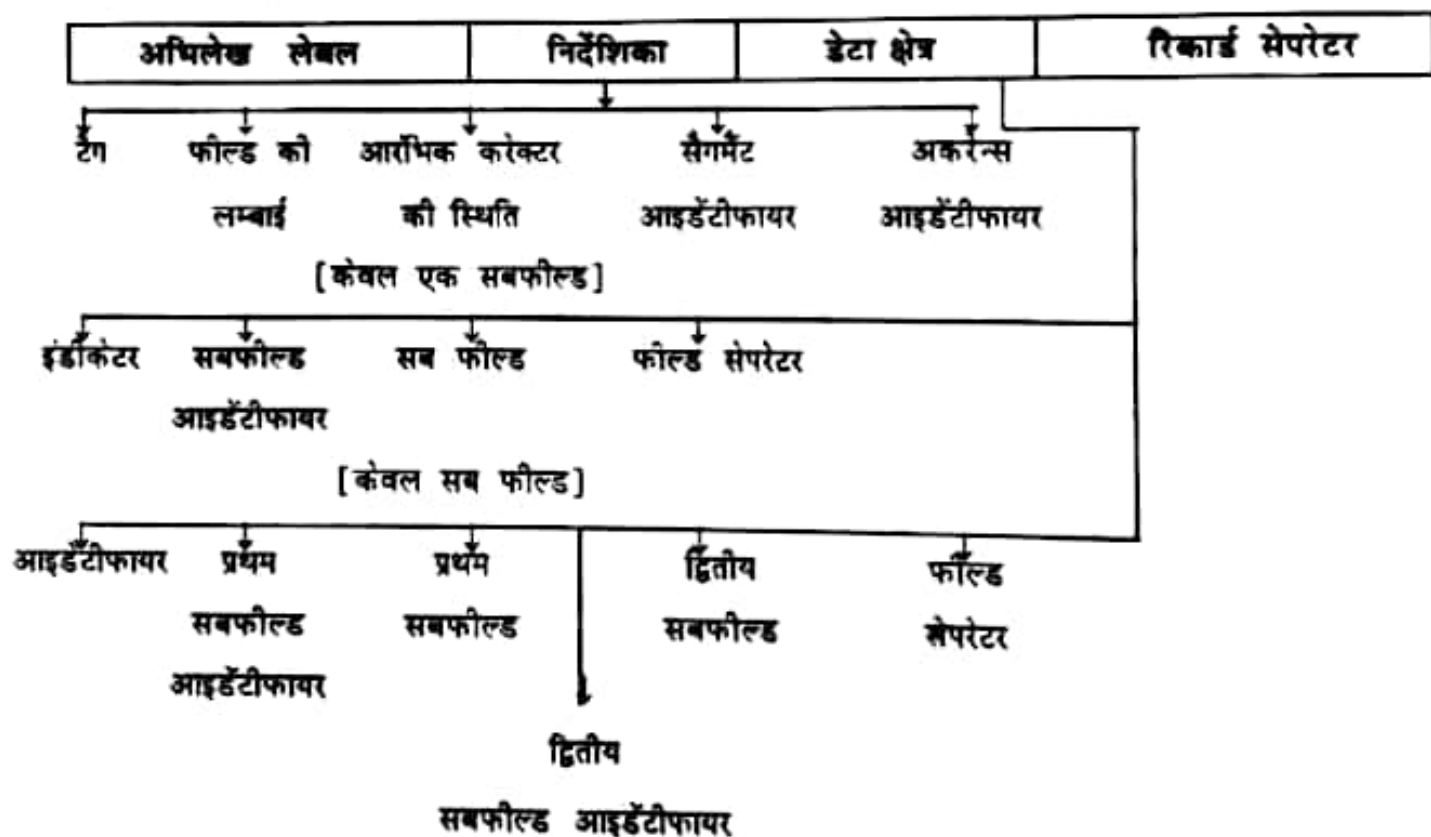 अभिलेख लेबल निर्देशिका डेटा क्षेत्र रिकार्ड सेपरेटर
टैग फील्ड की आरंभिक करेक्टर सैगमैंट अकरेन्स
लम्बाई की स्थिति आइडेंटीफायर आइडेंटीफायर
[केवल एक सबफील्ड]
इंडीकेटर सबफील्ड सब फील्ड फील्ड सेपरेटर
आइडेंटीफायर
[केवल सब फील्ड]
आइडेंटीफायर प्रथम प्रथम द्वितीय फील्ड
सबफील्ड सबफील्ड सबफील्ड सेपरेटर
आइडेंटीफायर
द्वितीय
सबफील्ड आइडेंटीफायर